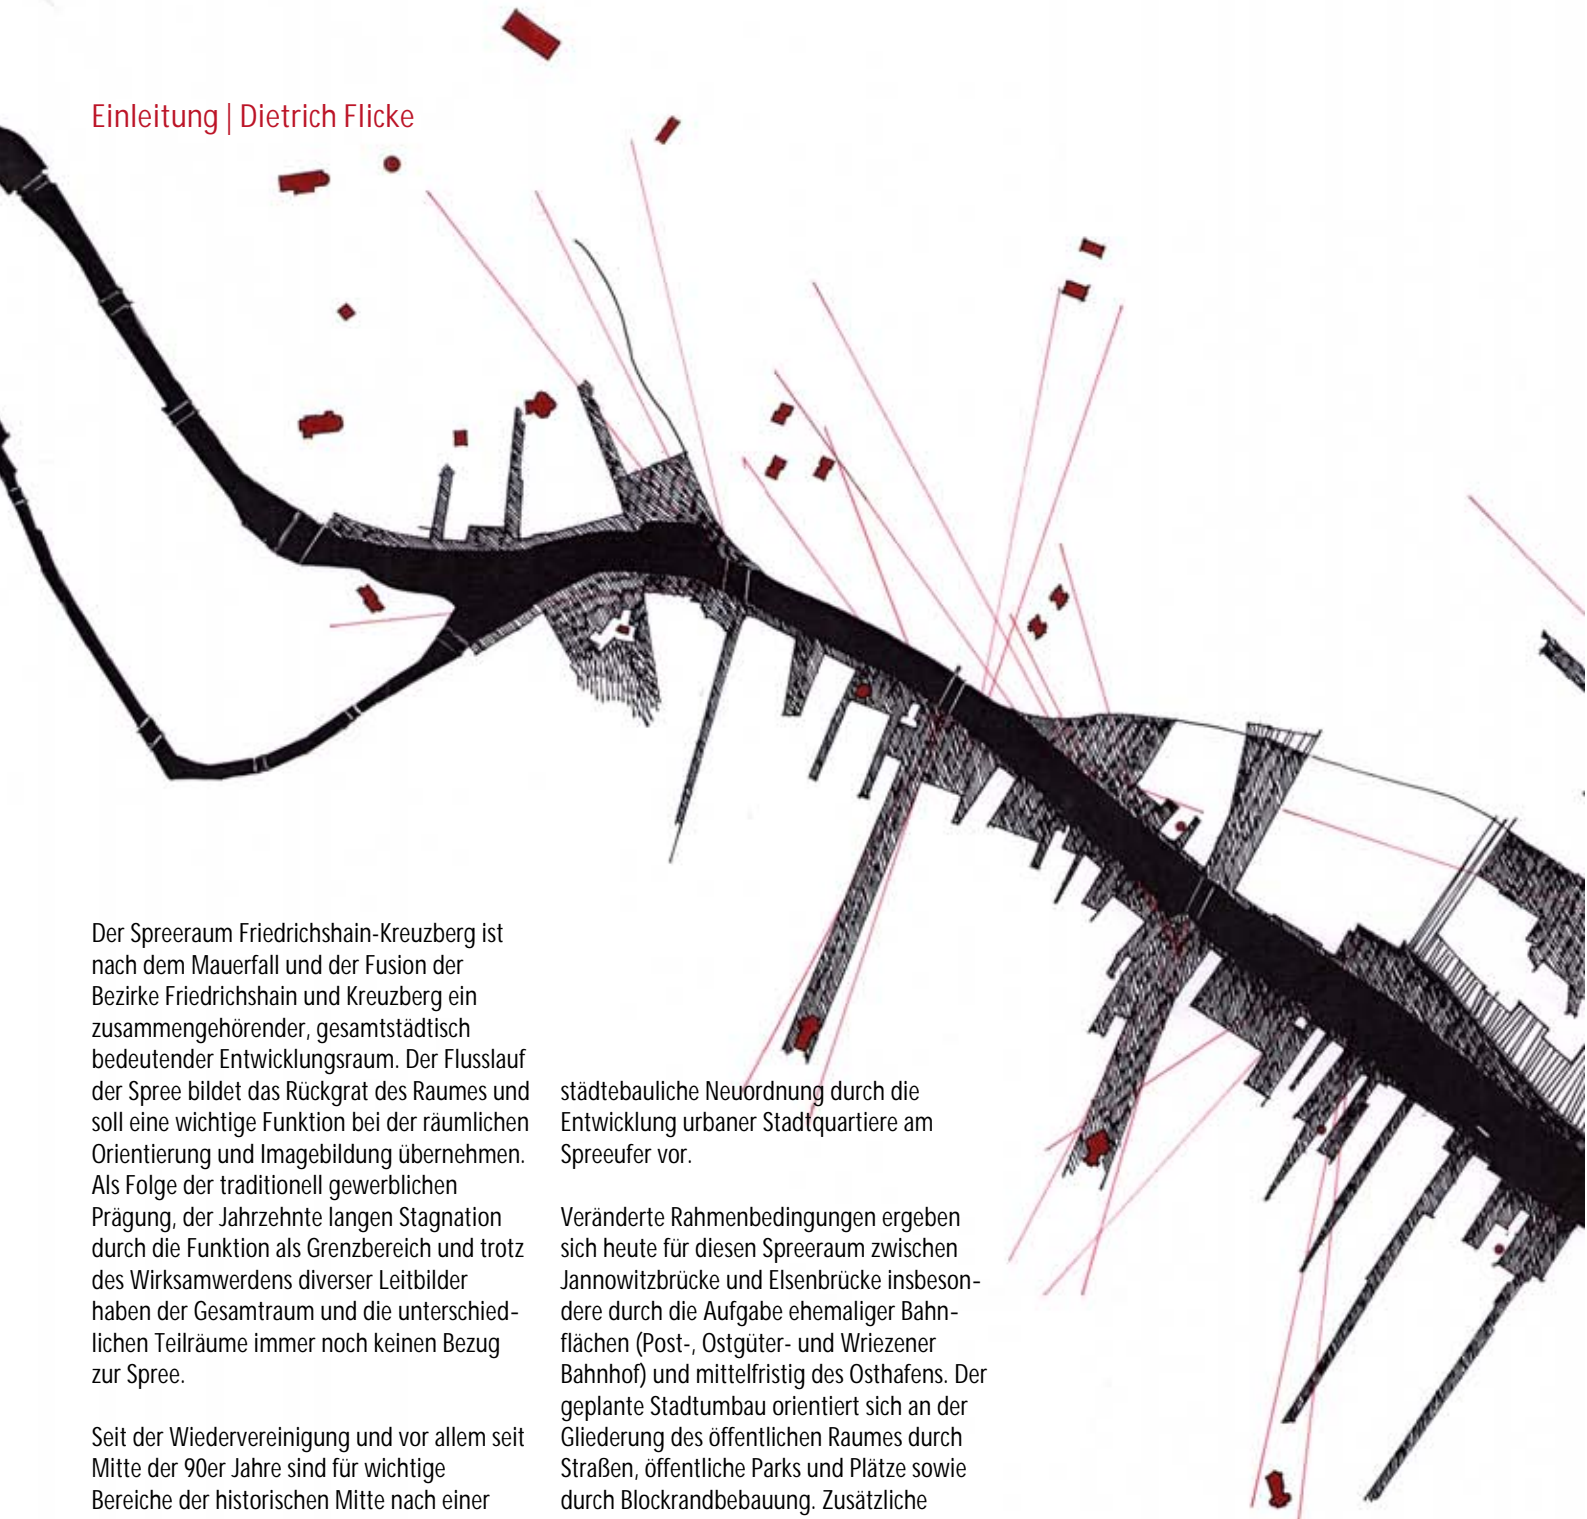 Einleitung | Dietrich Flicke
Der Spreeraum Friedrichshain-Kreuzberg ist
nach dem Mauerfall und der Fusion der
Bezirke Friedrichshain und Kreuzberg ein
zusammengehörender, gesamtstädtisch
bedeutender Entwicklungsraum. Der Flusslauf
der Spree bildet das Rückgrat des Raumes und
soll eine wichtige Funktion bei der räumlichen
Orientierung und Imagebildung übernehmen.
Als Folge der traditionell gewerblichen
Prägung, der Jahrzehnte langen Stagnation
durch die Funktion als Grenzbereich und trotz
des Wirksamwerdens diverser Leitbilder
haben der Gesamtraum und die unterschied-
lichen Teilräume immer noch keinen Bezug
zur Spree.
Seit der Wiedervereinigung und vor allem seit
Mitte der 90er Jahre sind für wichtige
Bereiche der historischen Mitte nach einer
städtebauliche Neuordnung durch die
Entwicklung urbaner Stadtquartiere am
Spreeufer vor.
Veränderte Rahmenbedingungen ergeben
sich heute für diesen Spreeraum zwischen
Jannowitzbrücke und Elsenbrücke insbeson-
dere durch die Aufgabe ehemaliger Bahn-
flächen (Post-, Ostgüter- und Wriezener
Bahnhof) und mittelfristig des Osthafens. Der
geplante Stadtumbau orientiert sich an der
Gliederung des öffentlichen Raumes durch
Straßen, öffentliche Parks und Plätze sowie
durch Blockrandbebauung. Zusätzliche